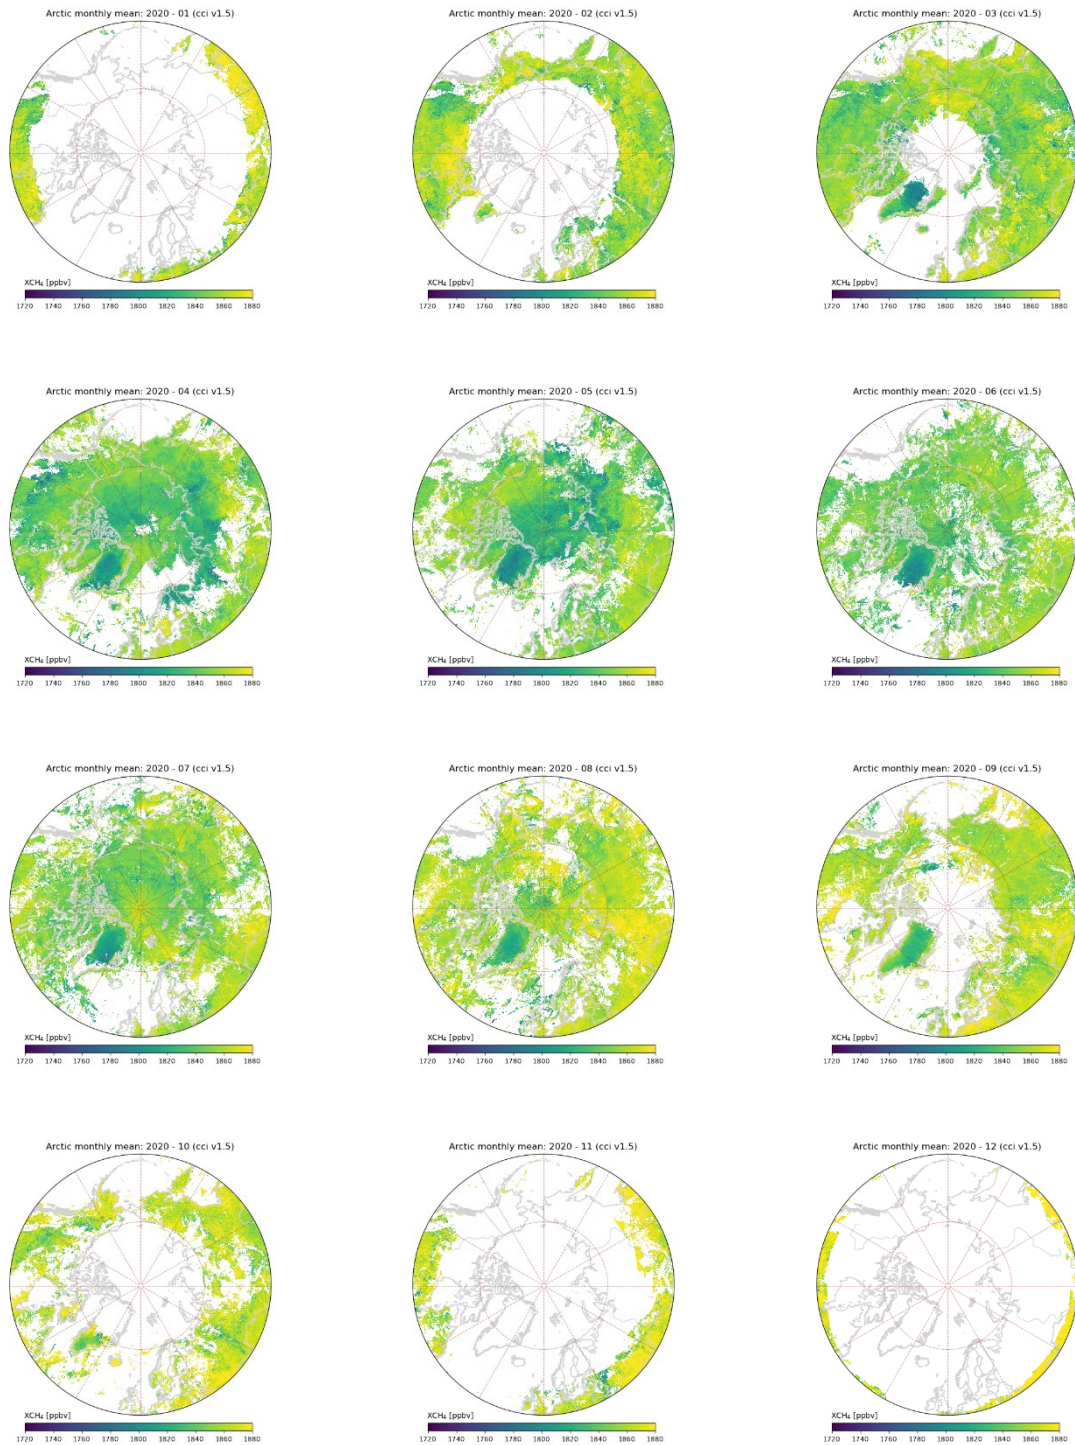 Arctic monthly mean: 2020 - 01 (cci v1.5)
Arctic monthly mean: 2020 - 02 (cci v1.5)
Arctic monthly mean: 2020 - 03 (cci v1.5)
XCH₄ [ppbv]
1720 1740 1760 1780 1800 1820 1840 1860 1880
XCH₄ [ppbv]
1720 1740 1760 1780 1800 1820 1840 1860 1880
XCH₄ [ppbv]
1720 1740 1760 1780 1800 1820 1840 1860 1880
Arctic monthly mean: 2020 - 04 (cci v1.5)
Arctic monthly mean: 2020 - 05 (cci v1.5)
Arctic monthly mean: 2020 - 06 (cci v1.5)
XCH₄ [ppbv]
1720 1740 1760 1780 1800 1820 1840 1860 1880
XCH₄ [ppbv]
1720 1740 1760 1780 1800 1820 1840 1860 1880
XCH₄ [ppbv]
1720 1740 1760 1780 1800 1820 1840 1860 1880
Arctic monthly mean: 2020 - 07 (cci v1.5)
Arctic monthly mean: 2020 - 08 (cci v1.5)
Arctic monthly mean: 2020 - 09 (cci v1.5)
XCH₄ [ppbv]
1720 1740 1760 1780 1800 1820 1840 1860 1880
XCH₄ [ppbv]
1720 1740 1760 1780 1800 1820 1840 1860 1880
XCH₄ [ppbv]
1720 1740 1760 1780 1800 1820 1840 1860 1880
Arctic monthly mean: 2020 - 10 (cci v1.5)
Arctic monthly mean: 2020 - 11 (cci v1.5)
Arctic monthly mean: 2020 - 12 (cci v1.5)
XCH₄ [ppbv]
1720 1740 1760 1780 1800 1820 1840 1860 1880
XCH₄ [ppbv]
1720 1740 1760 1780 1800 1820 1840 1860 1880
XCH₄ [ppbv]
1720 1740 1760 1780 1800 1820 1840 1860 1880